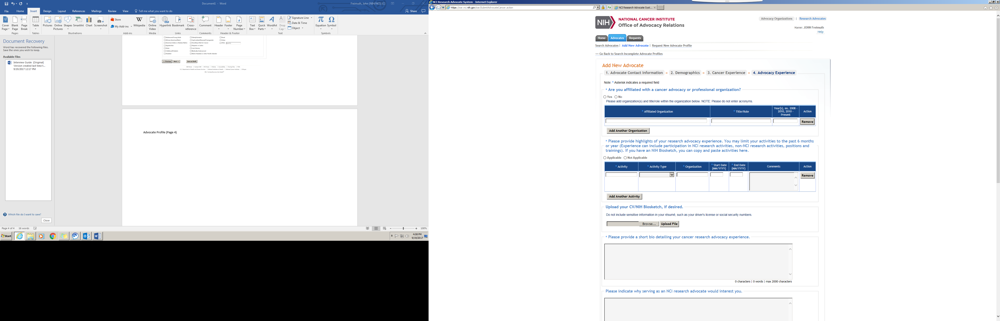 Document1 - Word
Freimuth, John (NIH/NCI) [C]
File Home Insert Design Layout References Mailings Review View Tell me what you want to do
Share
Cover Page
Blank Page
Page Break
Table
Pictures
Online Pictures
Shapes
SmartArt
Chart
Screenshot
Store
My Add-ins
Wikipedia
Online Video
Hyperlink
Bookmark
Cross-reference
Comment
Header
Footer
Page Number
Text Box
Quick Parts
WordArt
Drop Cap
Signature Line
Date & Time
Object
Equation
Symbol
Pages Tables Illustrations Add-ins Media Links Comments Header & Footer Text Symbols
Document Recovery
Word has recovered the following files.
Save the ones you wish to keep.
Available Files
Interview Guide [Original]
Version created last time t...
9/19/2017 12:17 PM
Which file do I want to save?
Close
<< Previous Next >> Save as Draft
Advocate Profile (Page 4)
Page 4 of 4 16 words
100%
Start
4:08 PM
9/19/2017
NCI Research Advocate System - Internet Explorer
https://oar.nci.nih.gov/oar/SubmitAdvocateCancer.action
NCI Research Advocate Syst...
NIH
NATIONAL CANCER INSTITUTE
Office of Advocacy Relations
Advocacy Organizations | Research Advocates
Name: JOHN Freimuth
Help
Home Advocates Requests
Search Advocates | Add New Advocate | Request New Advocate Profile
<< Go Back to Search Incomplete Advocate Profiles
Add New Advocate
1. Advocate Contact Information 2. Demographics 3. Cancer Experience 4. Advocacy Experience
Note: * Asterisk indicates a required field
* Are you affiliated with a cancer advocacy or professional organization?
Yes No
Please add organization(s) and title/role within the organization below. NOTE: Please do not enter acronyms.
* Affiliated Organization
* Title/Role
Year(s), ex. 2008 - 2010, 2010 - Present
Action
Remove
Add Another Organization
* Please provide highlights of your research advocacy experience. You may limit your activities to the past 6 months
or year (Experience can include participation in NCI research activities, non-NCI research activities, positions and
trainings). If you have an NIH Biosketch, you can copy and paste activities here.
Applicable Not Applicable
* Activity
* Activity Type
* Organization
* Start Date (MM/YYYY)
* End Date (MM/YYYY)
Comments
Action
Remove
Add Another Activity
Upload your CV/NIH Biosketch, if desired.
Do not include sensitive information in your résumé, such as your driver's license or social security numbers.
Browse... Upload File
* Please provide a short bio detailing your cancer research advocacy experience.
0 characters | 0 words | max 2000 characters
Please indicate why serving as an NCI research advocate would interest you.